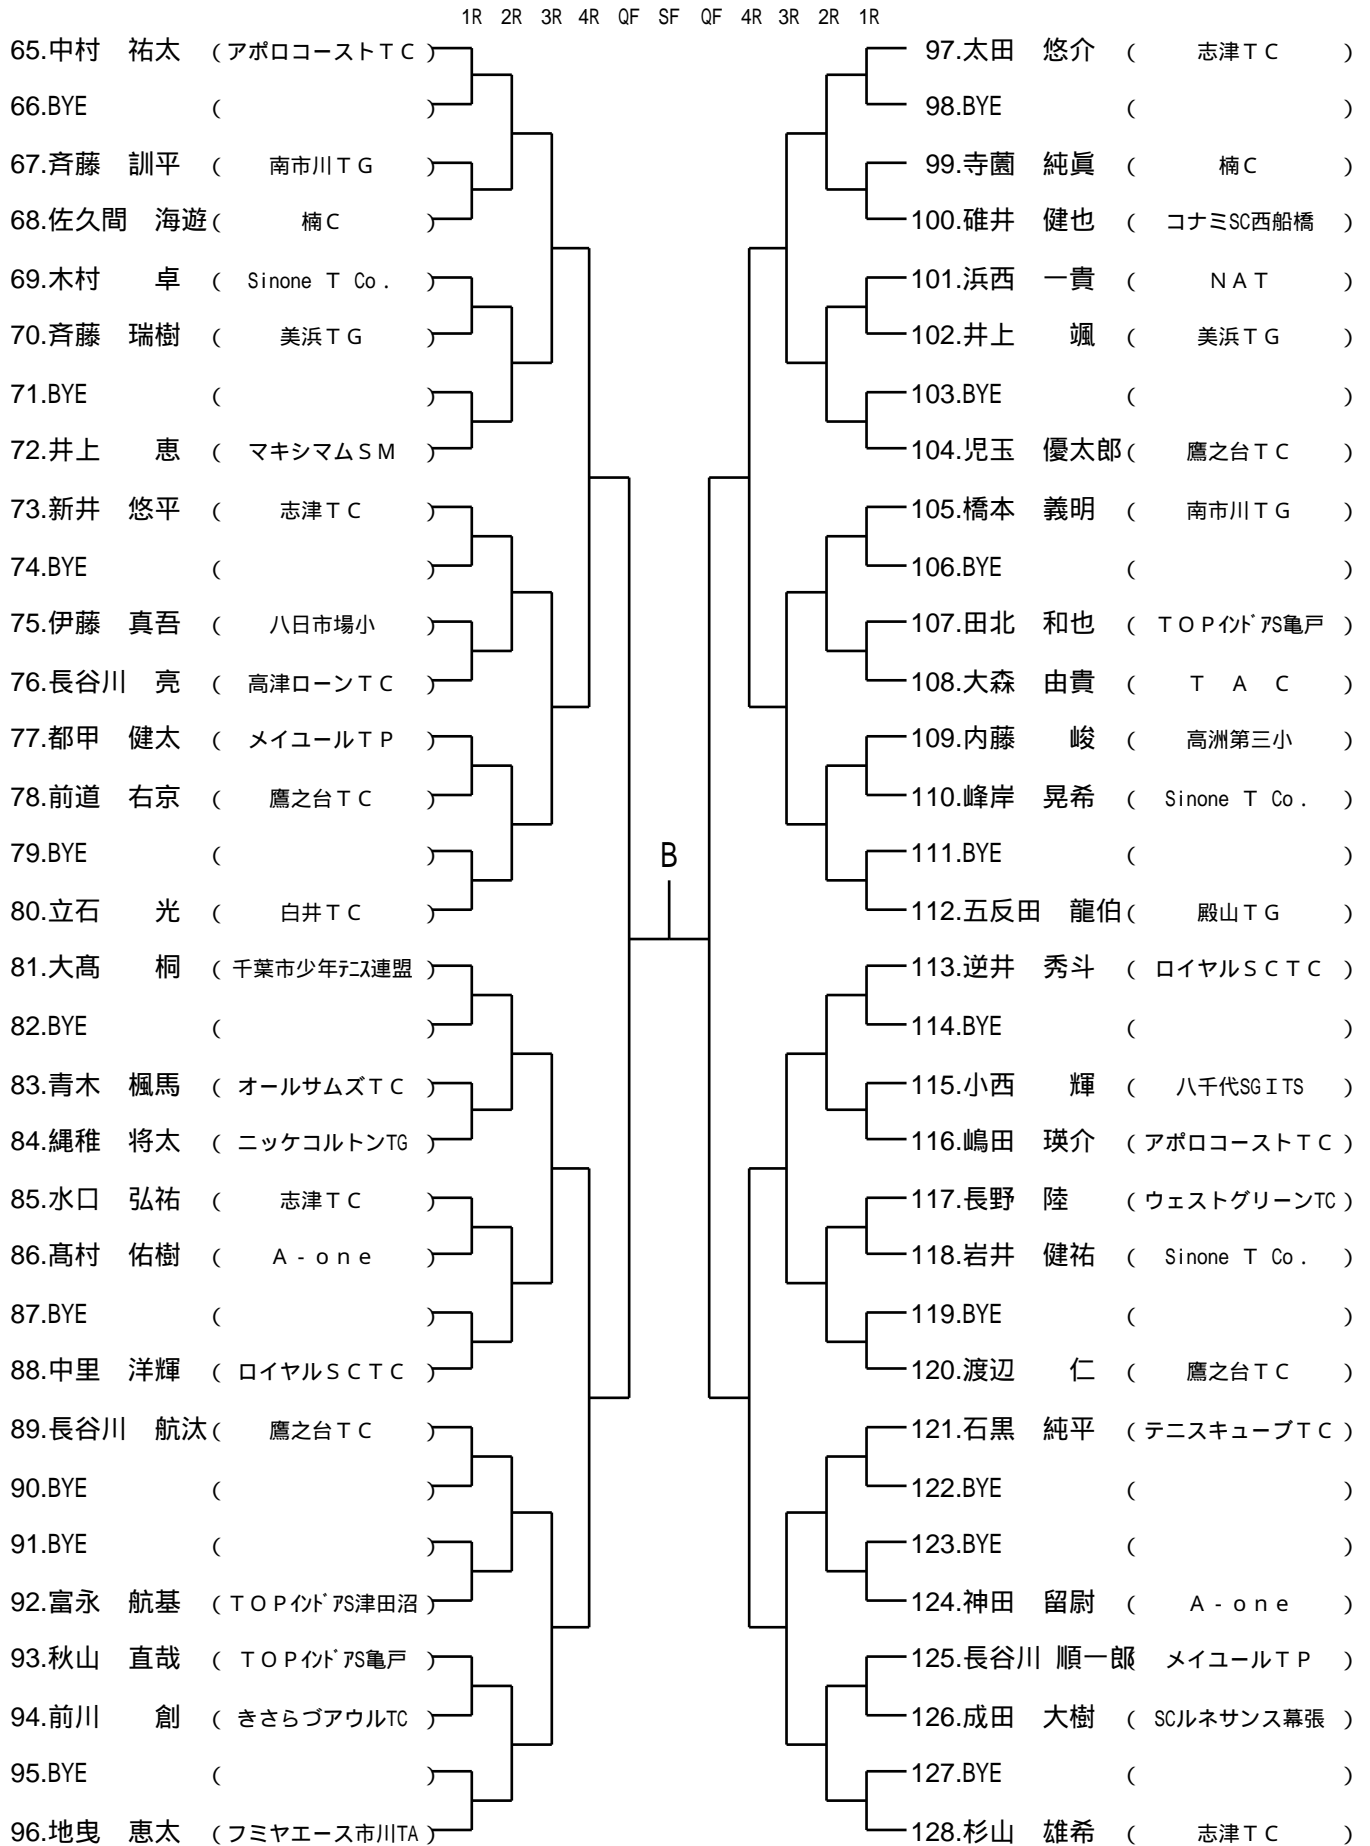 1R 2R 3R 4R QF SF QF 4R 3R 2R 1R
65.中村 祐太 (アポロコーストＴＣ)
66.BYE ( )
67.斉藤 訓平 ( 南市川ＴＧ )
68.佐久間 海遊( 楠Ｃ )
69.木村 卓 ( Sinone T Co. )
70.斉藤 瑞樹 ( 美浜ＴＧ )
71.BYE ( )
72.井上 恵 ( マキシマムＳＭ )
73.新井 悠平 ( 志津ＴＣ )
74.BYE ( )
75.伊藤 真吾 ( 八日市場小 )
76.長谷川 亮 ( 高津ローンＴＣ )
77.都甲 健太 ( メイユールＴＰ )
78.前道 右京 ( 鷹之台ＴＣ )
79.BYE ( )
80.立石 光 ( 白井ＴＣ )
81.大髙 桐 ( 千葉市少年ﾃﾆｽ連盟 )
82.BYE ( )
83.青木 楓馬 ( オールサムズＴＣ )
84.縄稚 将太 ( ニッケコルトンTG )
85.水口 弘祐 ( 志津ＴＣ )
86.髙村 佑樹 ( Ａ-ｏｎｅ )
87.BYE ( )
88.中里 洋輝 ( ロイヤルＳＣＴＣ )
89.長谷川 航汰( 鷹之台ＴＣ )
90.BYE ( )
91.BYE ( )
92.富永 航基 (ＴＯＰｲﾝﾄﾞｱS津田沼)
93.秋山 直哉 ( ＴＯＰｲﾝﾄﾞｱS亀戸 )
94.前川 創 ( きさらづアウルTC )
95.BYE ( )
96.地曳 恵太 (フミヤエース市川TA)
B
97.太田 悠介 ( 志津ＴＣ )
98.BYE ( )
99.寺園 純眞 ( 楠Ｃ )
100.碓井 健也 ( コナミSC西船橋 )
101.浜西 一貴 ( ＮＡＴ )
102.井上 颯 ( 美浜ＴＧ )
103.BYE ( )
104.児玉 優太郎( 鷹之台ＴＣ )
105.橋本 義明 ( 南市川ＴＧ )
106.BYE ( )
107.田北 和也 ( ＴＯＰｲﾝﾄﾞｱS亀戸 )
108.大森 由貴 ( Ｔ Ａ Ｃ )
109.内藤 峻 ( 高洲第三小 )
110.峰岸 晃希 ( Sinone T Co. )
111.BYE ( )
112.五反田 龍伯( 殿山ＴＧ )
113.逆井 秀斗 ( ロイヤルＳＣＴＣ )
114.BYE ( )
115.小西 輝 ( 八千代SGＩTS )
116.嶋田 瑛介 (アポロコーストＴＣ)
117.長野 陸 (ウェストグリーンTC)
118.岩井 健祐 ( Sinone T Co. )
119.BYE ( )
120.渡辺 仁 ( 鷹之台ＴＣ )
121.石黒 純平 (テニスキューブＴＣ)
122.BYE ( )
123.BYE ( )
124.神田 留尉 ( Ａ-ｏｎｅ )
125.長谷川 順一郎 メイユールＴＰ )
126.成田 大樹 ( SCルネサンス幕張 )
127.BYE ( )
128.杉山 雄希 ( 志津ＴＣ )